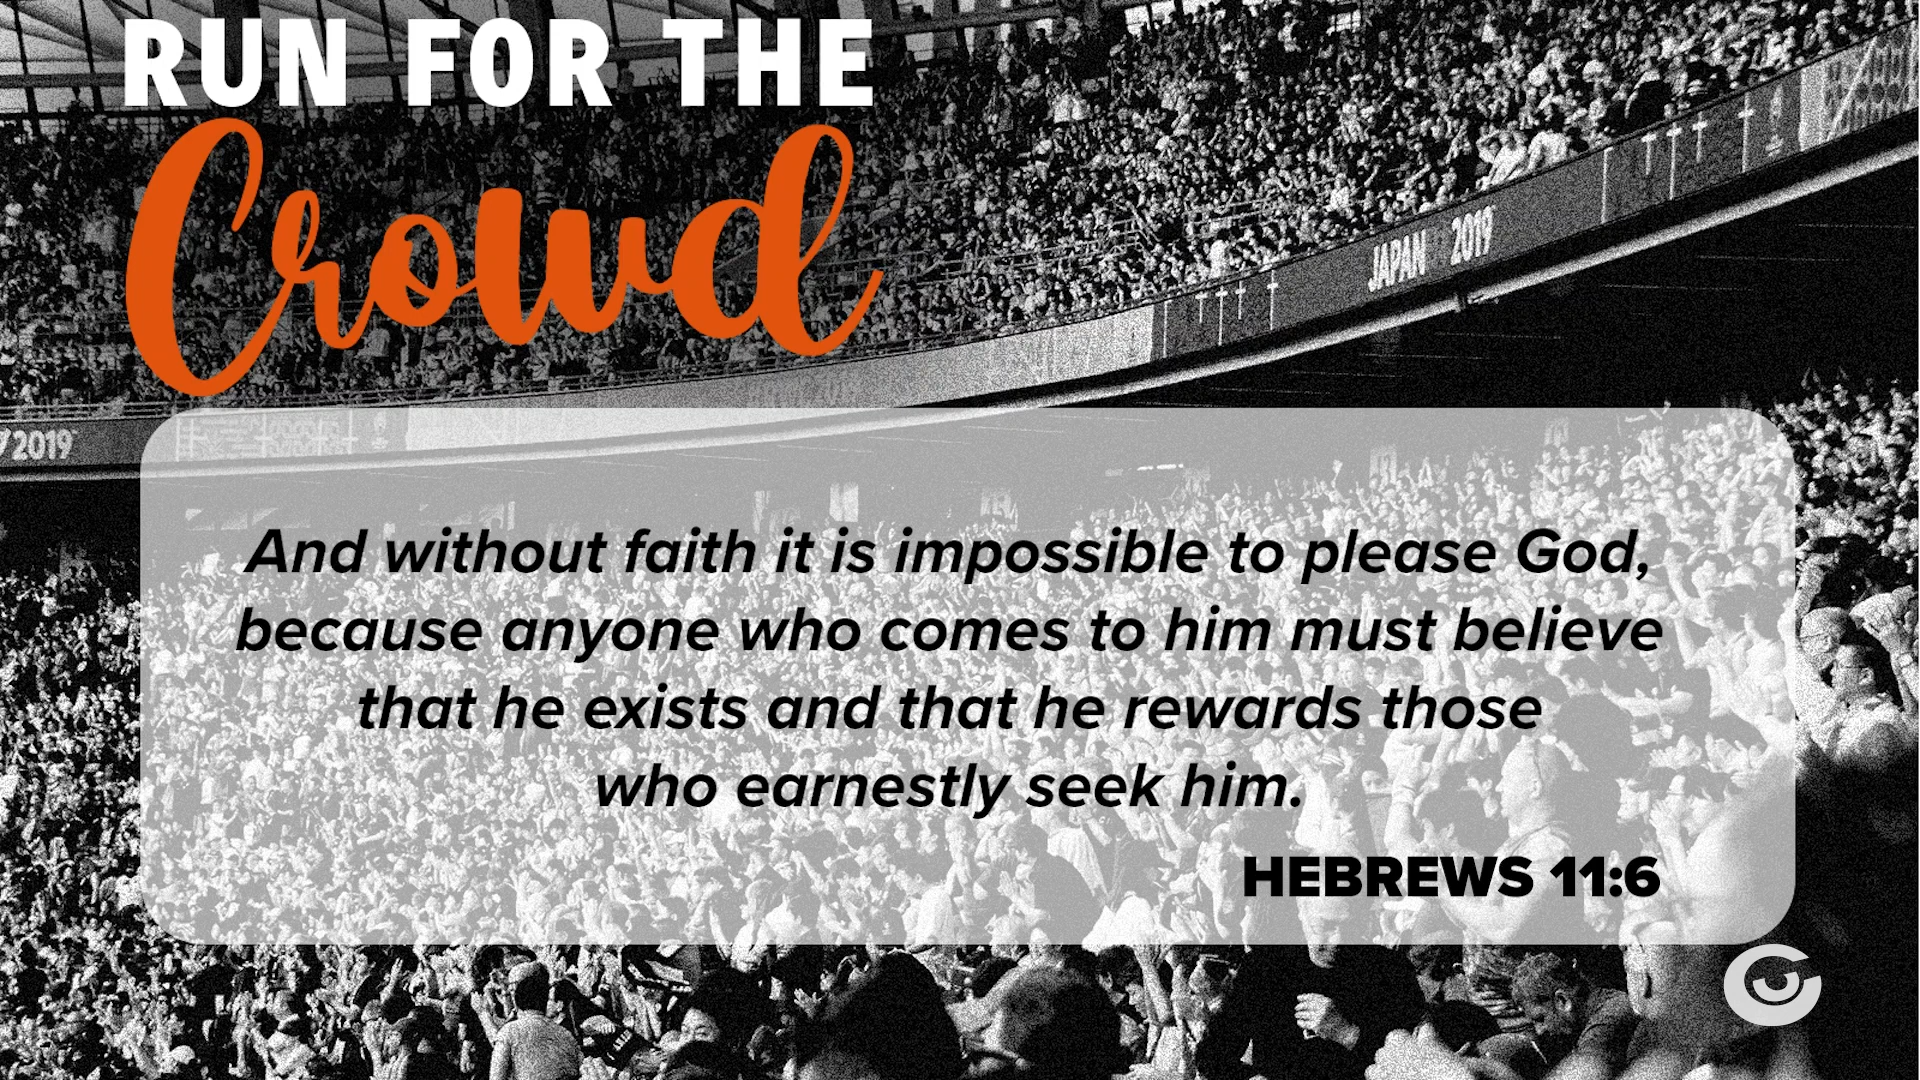 RUN FOR THE
Crowd
JAPAN 2019
2019
And without faith it is impossible to please God,
because anyone who comes to him must believe
that he exists and that he rewards those
who earnestly seek him.
HEBREWS 11:6